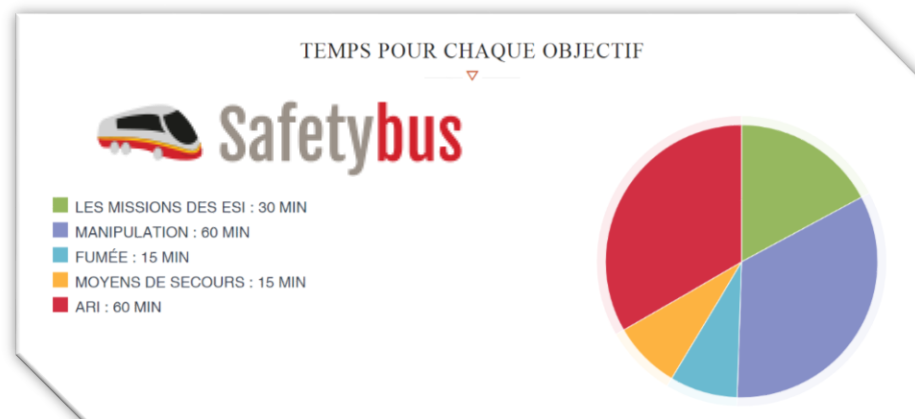 TEMPS POUR CHAQUE OBJECTIF
Safetybus
LES MISSIONS DES ESI : 30 MIN
MANIPULATION : 60 MIN
FUMÉE : 15 MIN
MOYENS DE SECOURS : 15 MIN
ARI : 60 MIN